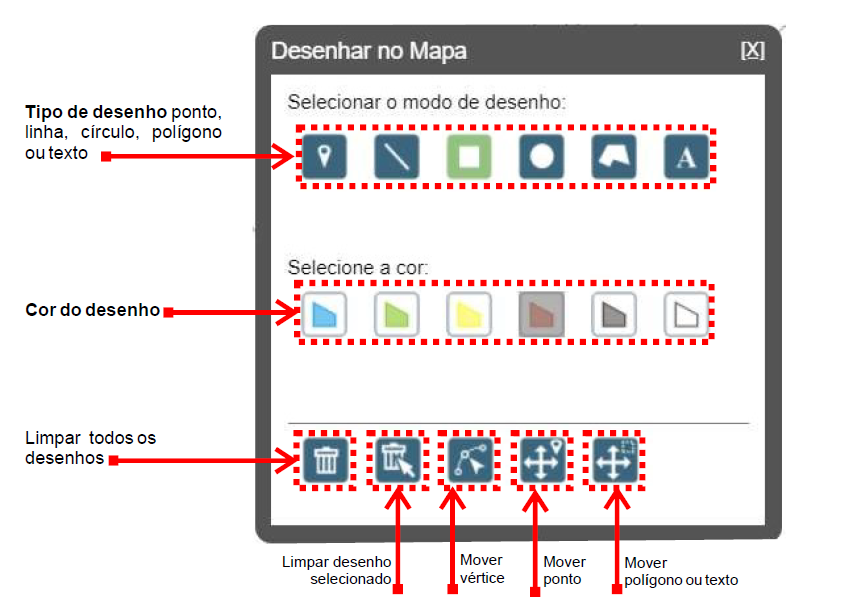 Desenhar no Mapa [X]
Selecionar o modo de desenho:
Tipo de desenho ponto,
linha, círculo, polígono
ou texto
A
Selecione a cor:
Cor do desenho
Limpar todos os
desenhos
Limpar desenho
selecionado
Mover
vértice
Mover
ponto
Mover
polígono ou texto